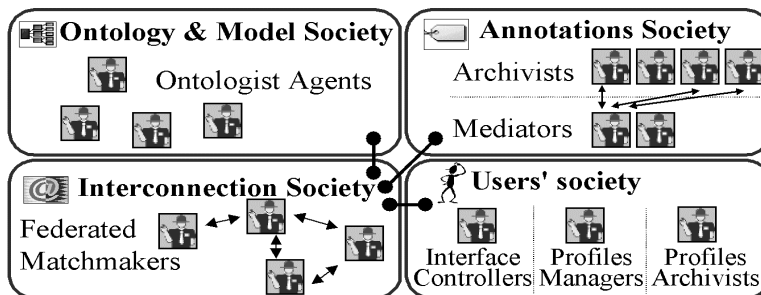 Ontology & Model Society
Ontologist Agents
Annotations Society
Archivists
Mediators
@ Interconnection Society
Federated
Matchmakers
Users' society
Interface
Controllers
Profiles
Managers
Profiles
Archivists